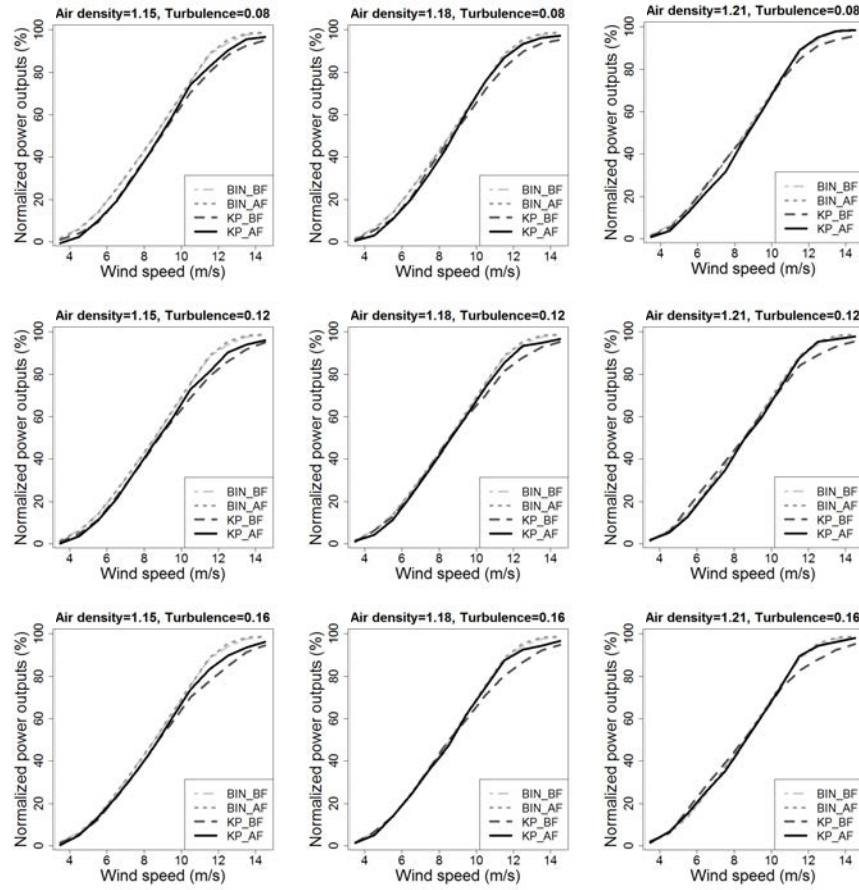 Air density=1.15, Turbulence=0.08
Normalized power outputs (%)
0 20 40 60 80 100
BIN_BF
BIN_AF
KP_BF
KP_AF
4 6 8 10 12 14
Wind speed (m/s)
Air density=1.18, Turbulence=0.08
Normalized power outputs (%)
0 20 40 60 80 100
BIN_BF
BIN_AF
KP_BF
KP_AF
4 6 8 10 12 14
Wind speed (m/s)
Air density=1.21, Turbulence=0.08
Normalized power outputs (%)
0 20 40 60 80 100
BIN_BF
BIN_AF
KP_BF
KP_AF
4 6 8 10 12 14
Wind speed (m/s)
Air density=1.15, Turbulence=0.12
Normalized power outputs (%)
0 20 40 60 80 100
BIN_BF
BIN_AF
KP_BF
KP_AF
4 6 8 10 12 14
Wind speed (m/s)
Air density=1.18, Turbulence=0.12
Normalized power outputs (%)
0 20 40 60 80 100
BIN_BF
BIN_AF
KP_BF
KP_AF
4 6 8 10 12 14
Wind speed (m/s)
Air density=1.21, Turbulence=0.12
Normalized power outputs (%)
0 20 40 60 80 100
BIN_BF
BIN_AF
KP_BF
KP_AF
4 6 8 10 12 14
Wind speed (m/s)
Air density=1.15, Turbulence=0.16
Normalized power outputs (%)
0 20 40 60 80 100
BIN_BF
BIN_AF
KP_BF
KP_AF
4 6 8 10 12 14
Wind speed (m/s)
Air density=1.18, Turbulence=0.16
Normalized power outputs (%)
0 20 40 60 80 100
BIN_BF
BIN_AF
KP_BF
KP_AF
4 6 8 10 12 14
Wind speed (m/s)
Air density=1.21, Turbulence=0.16
Normalized power outputs (%)
0 20 40 60 80 100
BIN_BF
BIN_AF
KP_BF
KP_AF
4 6 8 10 12 14
Wind speed (m/s)